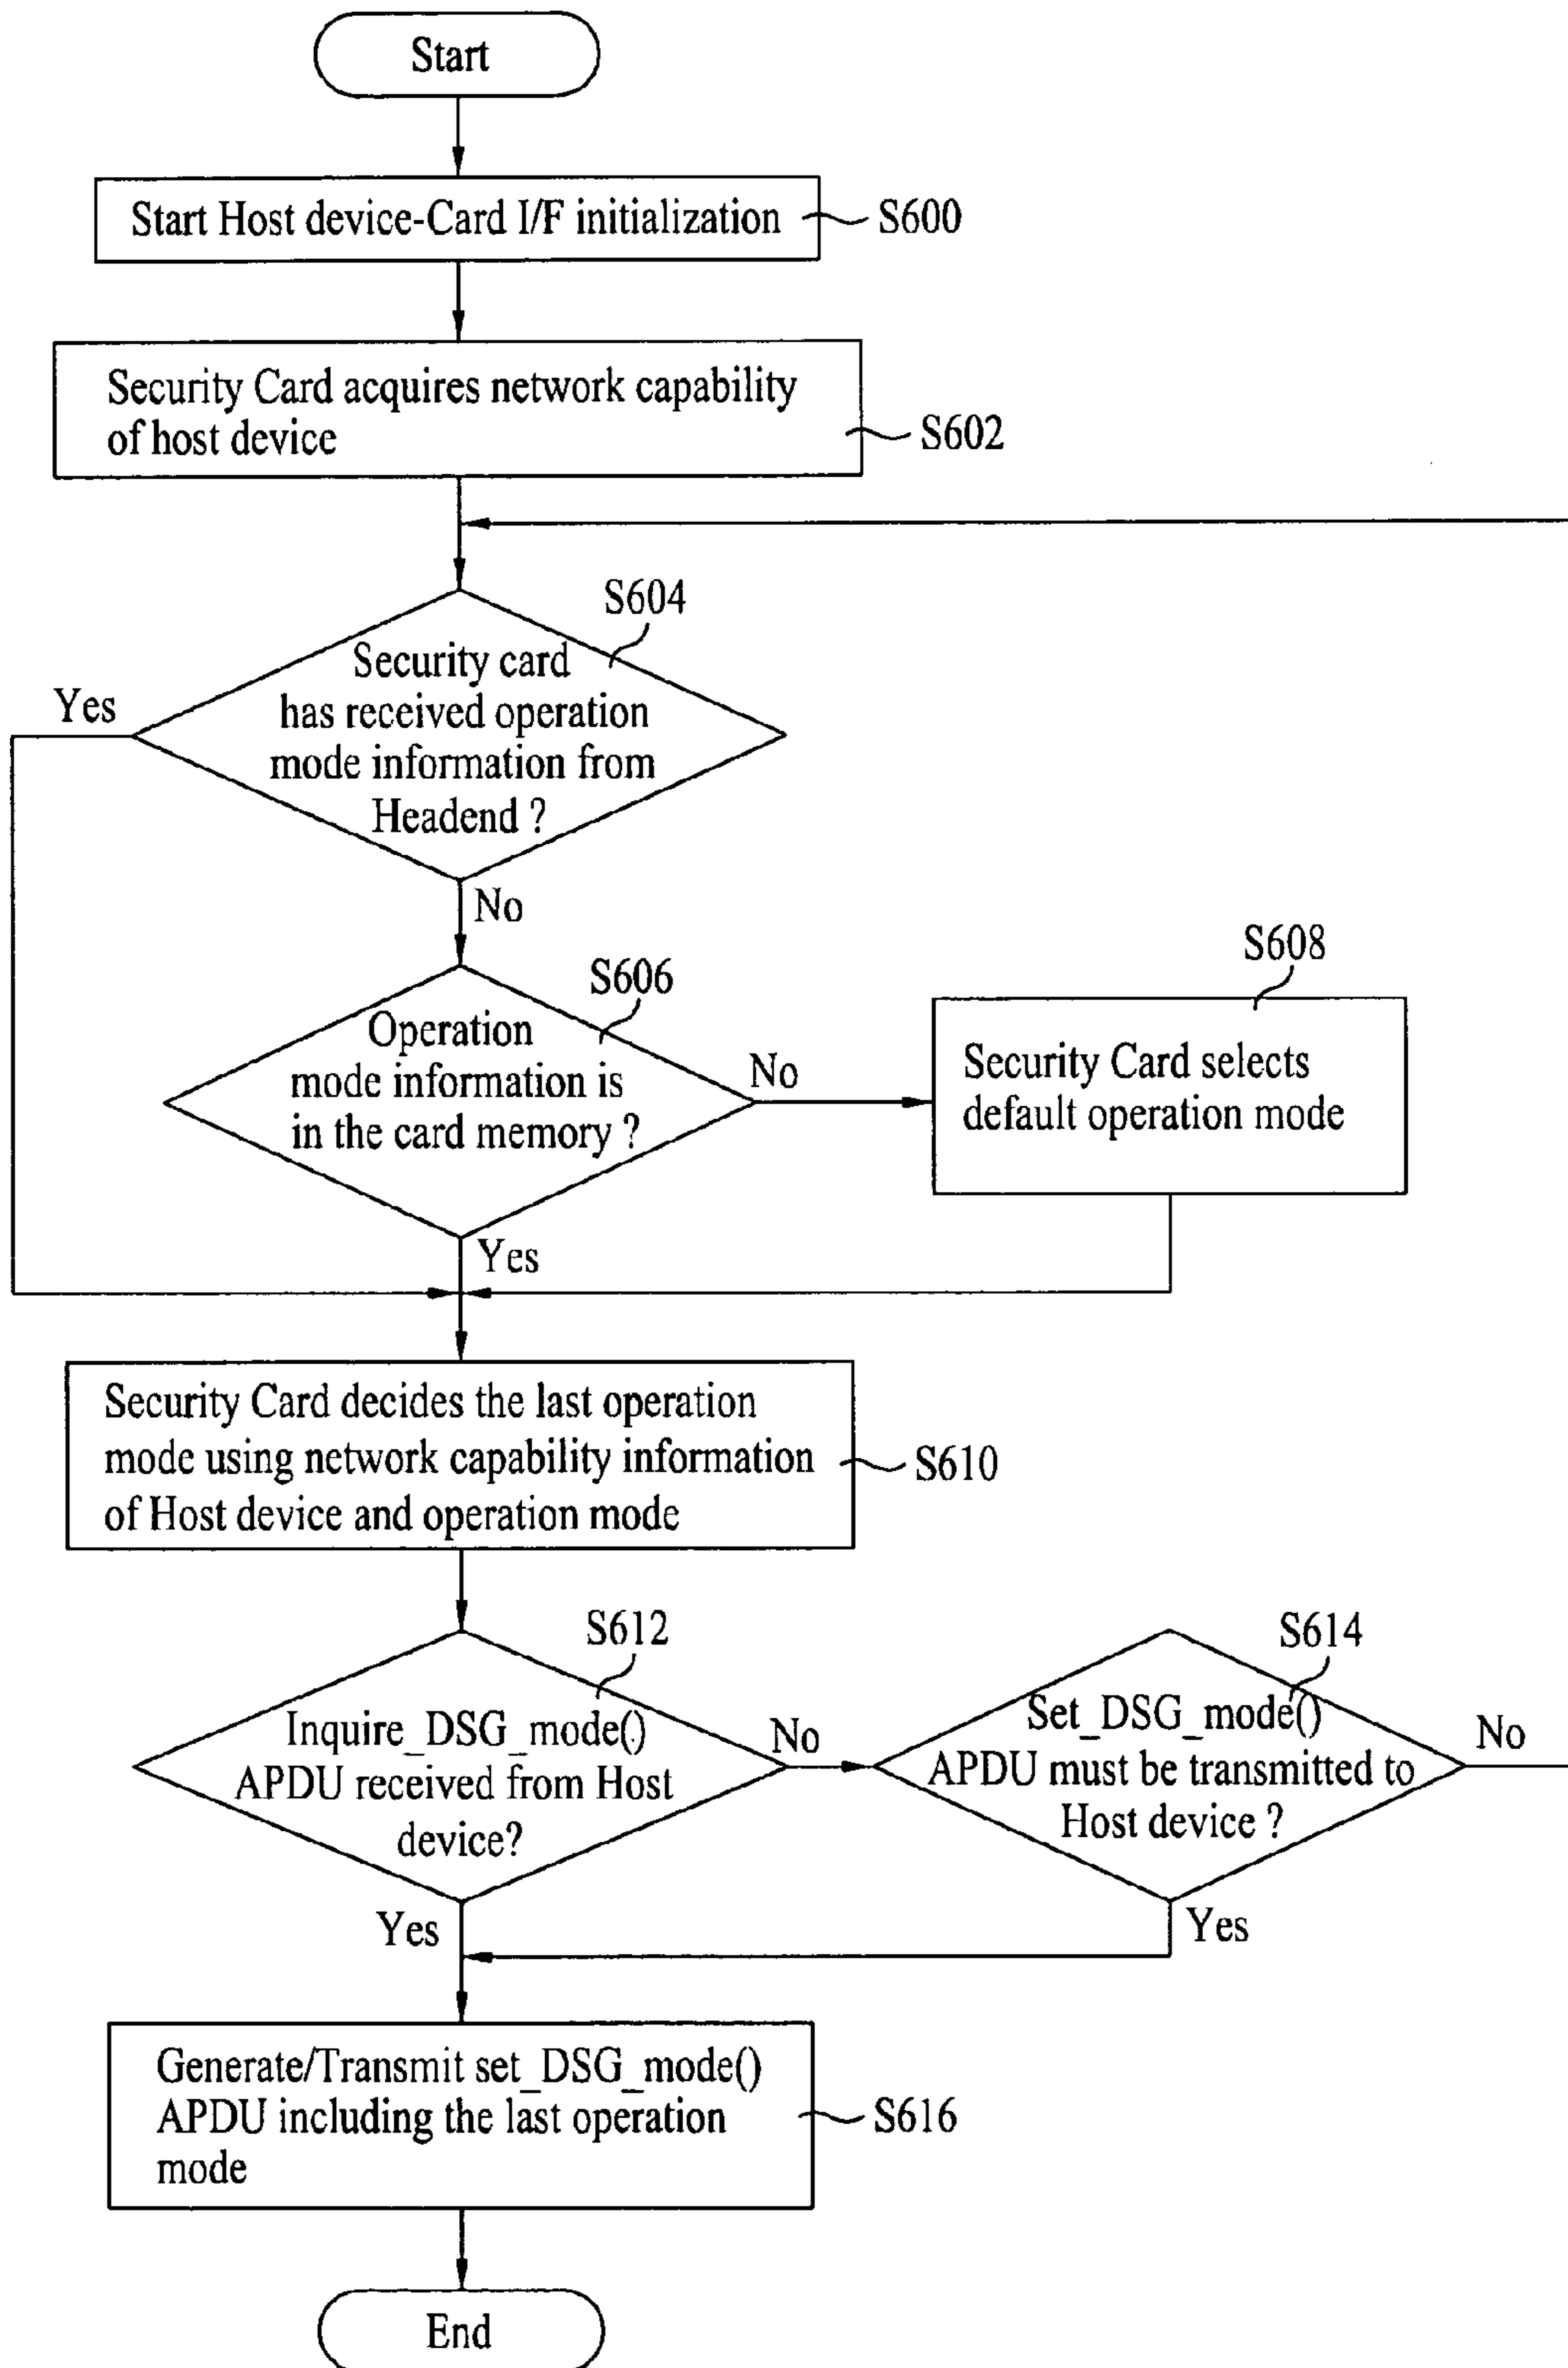 Start
Start Host device-Card I/F initialization
S600
Security Card acquires network capability
of host device
S602
S604
Security card
has received operation
mode information from
Headend ?
Yes
No
S606
Operation
mode information is
in the card memory ?
No
Yes
S608
Security Card selects
default operation mode
Security Card decides the last operation
mode using network capability information
of Host device and operation mode
S610
S612
Inquire_DSG_mode()
APDU received from Host
device?
No
Yes
S614
Set_DSG_mode()
APDU must be transmitted to
Host device ?
No
Yes
Generate/Transmit set_DSG_mode()
APDU including the last operation
mode
S616
End